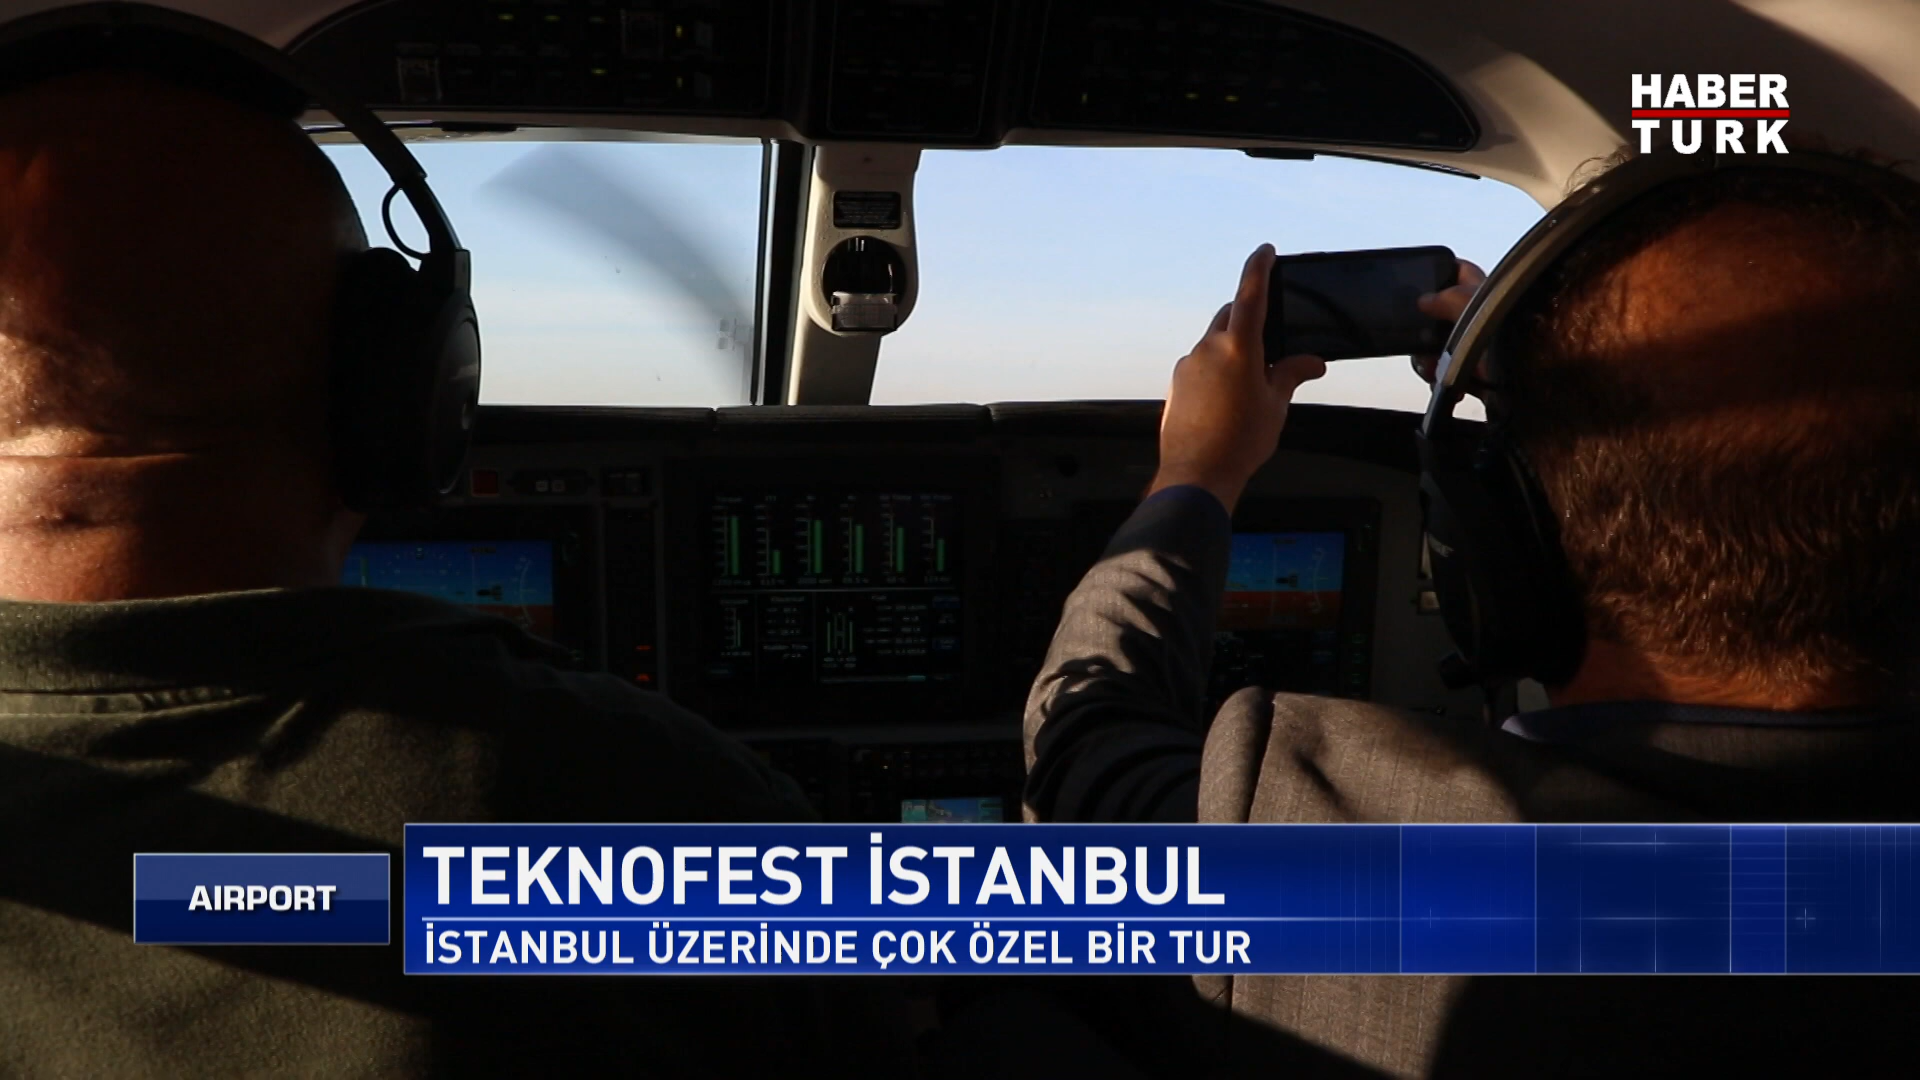 HABER
TURK
AIRPORT
TEKNOFEST İSTANBUL
İSTANBUL ÜZERİNDE ÇOK ÖZEL BİR TUR